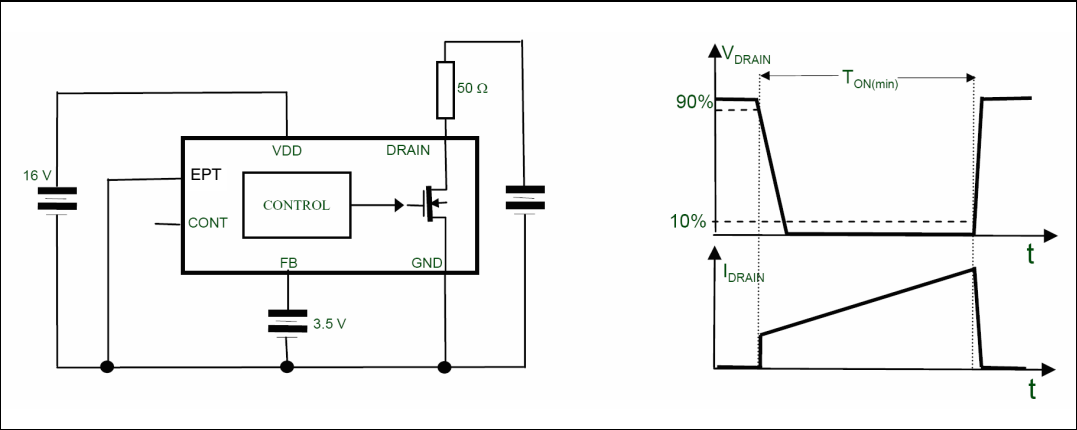 50 Ω
VDD
DRAIN
16 V
EPT
CONTROL
CONT
FB
GND
3.5 V
VDRAIN
TON(min)
90%
10%
t
IDRAIN
t